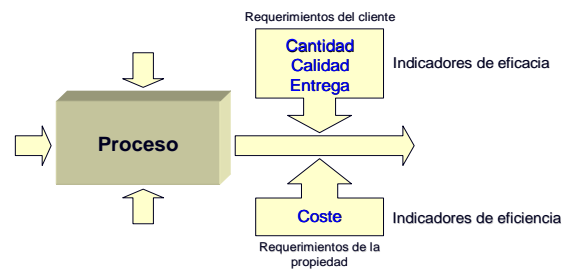 Requerimientos del cliente
Cantidad
Calidad
Entrega
Indicadores de eficacia
Proceso
Coste
Indicadores de eficiencia
Requerimientos de la
propiedad